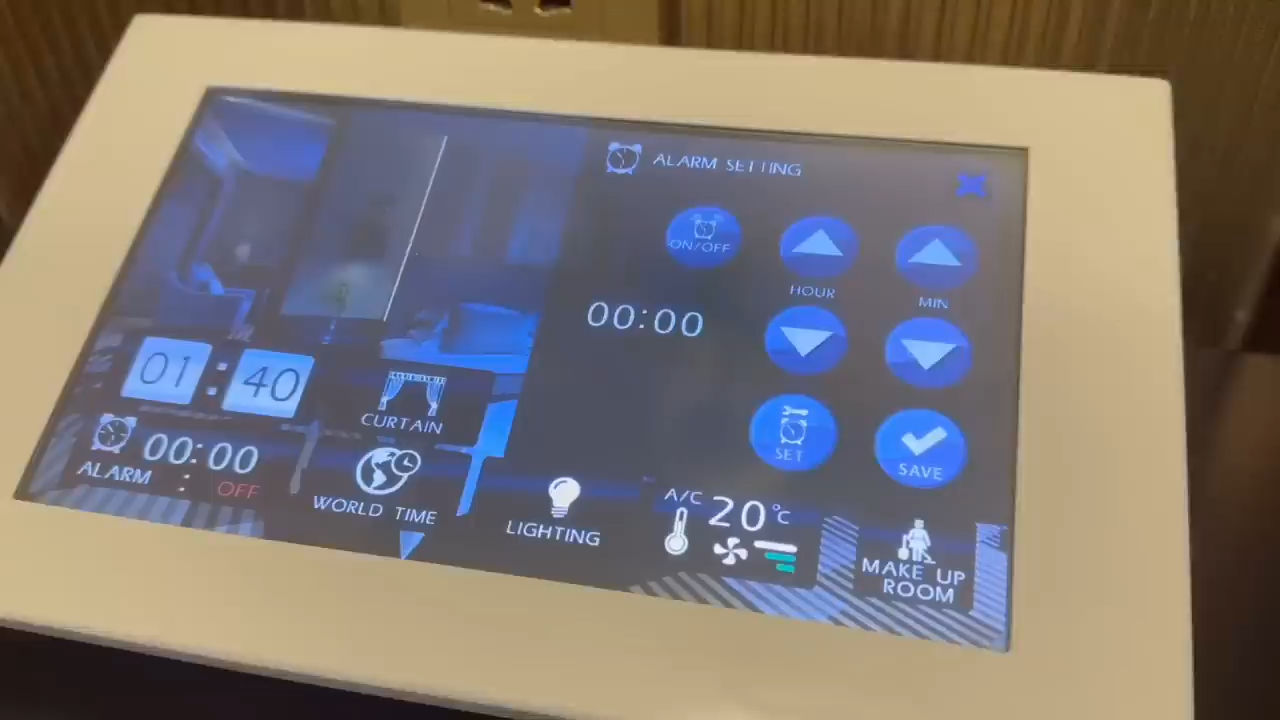 ALARM SETTING
ON/OFF
HOUR
MIN
00:00
01:40
CURTAIN
SET
SAVE
00:00
ALARM : OFF
WORLD TIME
LIGHTING
A/C 20°C
MAKE UP
ROOM